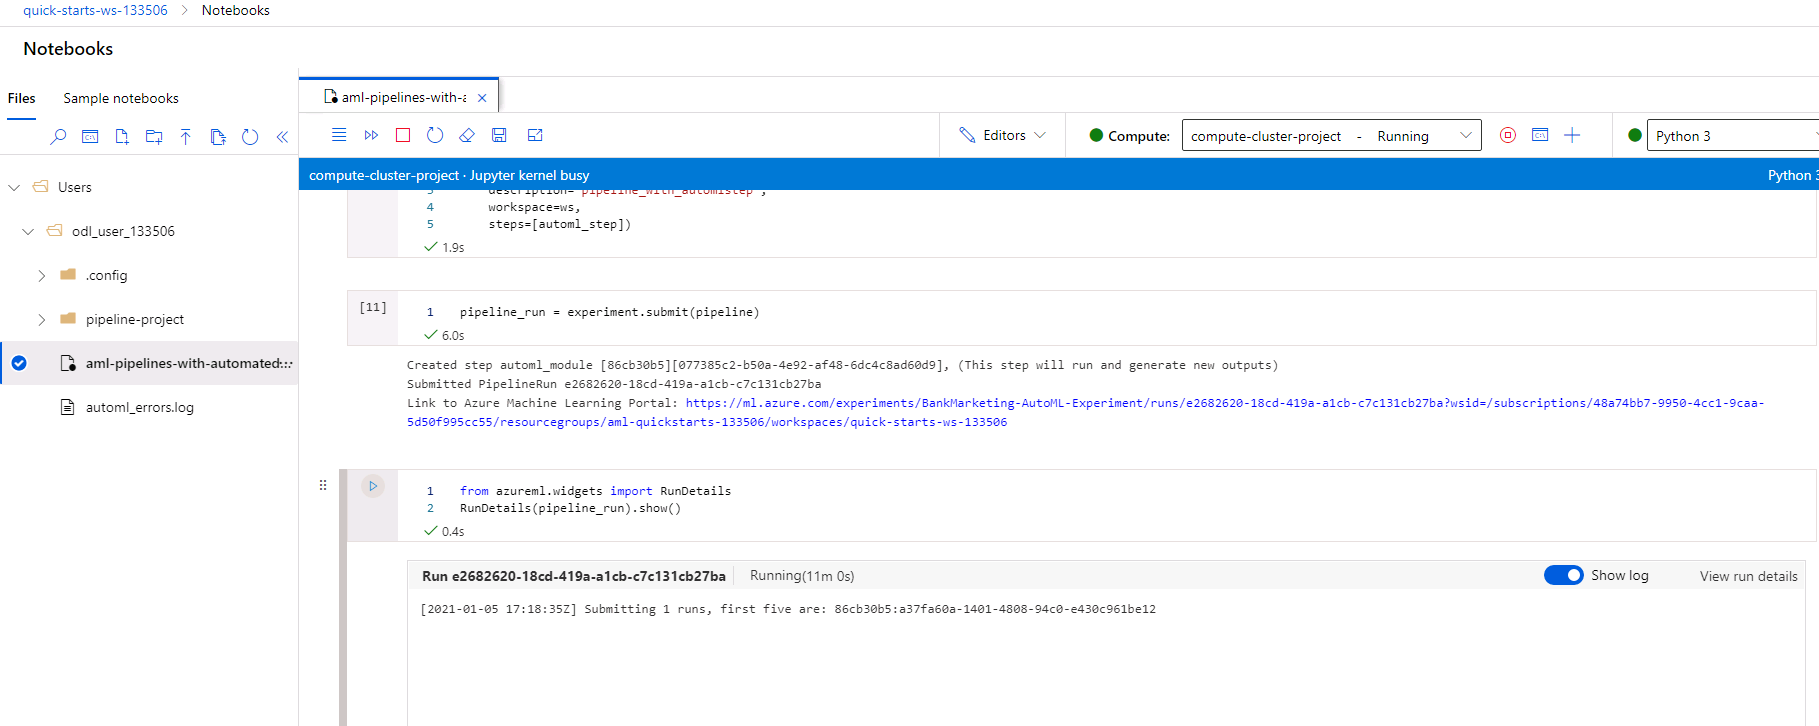 quick-starts-ws-133506 > Notebooks
Notebooks
Files Sample notebooks
aml-pipelines-with-a
Editors
Compute: compute-cluster-project - Running
Python 3
compute-cluster-project · Jupyter kernel busy
Python 3
Users
odl_user_133506
.config
pipeline-project
aml-pipelines-with-automated···
automl_errors.log
3 description="pipeline_with_automlstep",
4 workspace=ws,
5 steps=[automl_step])
1.9s
[11]
1 pipeline_run = experiment.submit(pipeline)
6.0s
Created step automl_module [86cb30b5][077385c2-b50a-4e92-af48-6dc4c8ad60d9], (This step will run and generate new outputs)
Submitted PipelineRun e2682620-18cd-419a-a1cb-c7c131cb27ba
Link to Azure Machine Learning Portal: https://ml.azure.com/experiments/BankMarketing-AutoML-Experiment/runs/e2682620-18cd-419a-a1cb-c7c131cb27ba?wsid=/subscriptions/48a74bb7-9950-4cc1-9caa-
5d50f995cc55/resourcegroups/aml-quickstarts-133506/workspaces/quick-starts-ws-133506
1 from azureml.widgets import RunDetails
2 RunDetails(pipeline_run).show()
0.4s
Run e2682620-18cd-419a-a1cb-c7c131cb27ba Running(11m 0s) Show log View run details
[2021-01-05 17:18:35Z] Submitting 1 runs, first five are: 86cb30b5:a37fa60a-1401-4808-94c0-e430c961be12